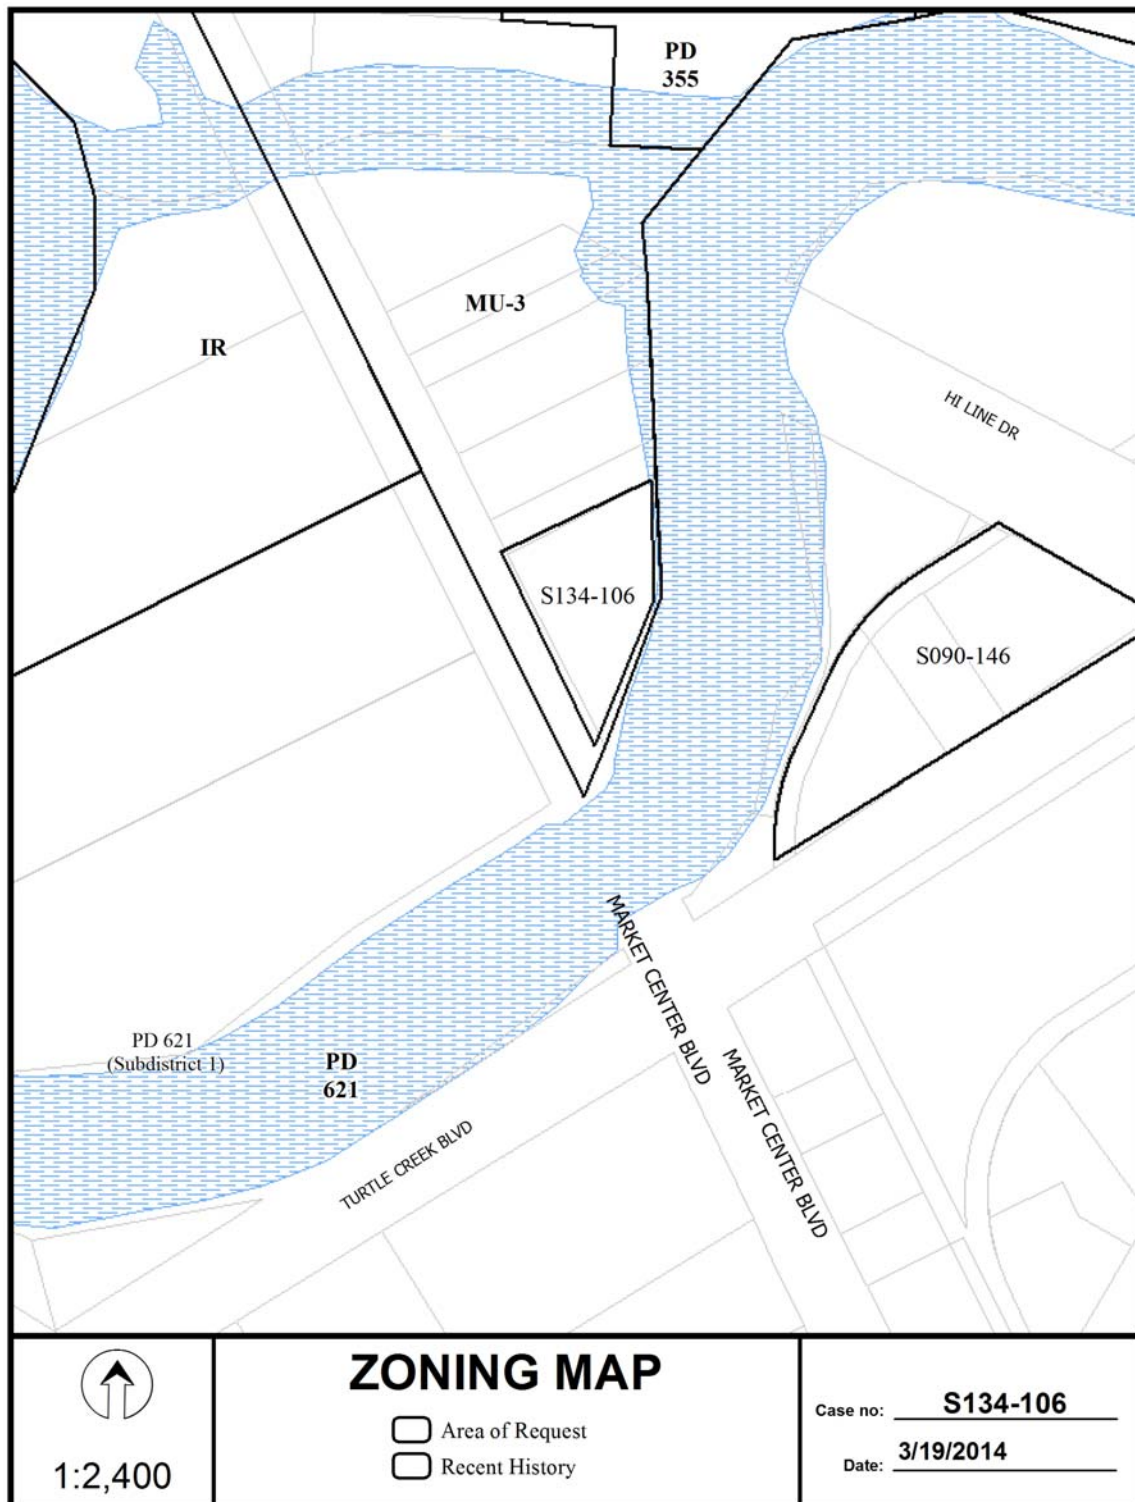 PD
355
MU-3
IR
HI LINE DR
S134-106
S090-146
MARKET CENTER BLVD
PD 621
(Subdistrict 1)
PD
621
MARKET CENTER BLVD
TURTLE CREEK BLVD
1:2,400
ZONING MAP
Area of Request
Recent History
Case no: S134-106
Date: 3/19/2014